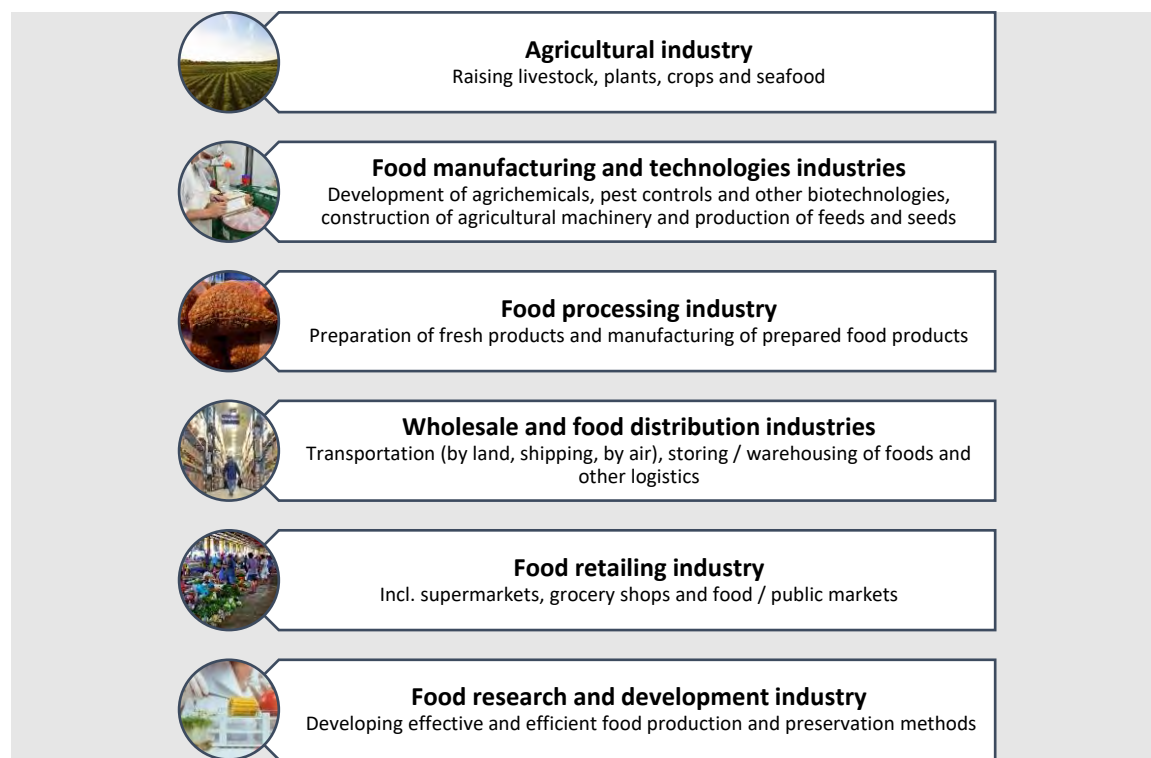 Agricultural industry
Raising livestock, plants, crops and seafood
Food manufacturing and technologies industries
Development of agrichemicals, pest controls and other biotechnologies,
construction of agricultural machinery and production of feeds and seeds
Food processing industry
Preparation of fresh products and manufacturing of prepared food products
Wholesale and food distribution industries
Transportation (by land, shipping, by air), storing / warehousing of foods and
other logistics
Food retailing industry
Incl. supermarkets, grocery shops and food / public markets
Food research and development industry
Developing effective and efficient food production and preservation methods